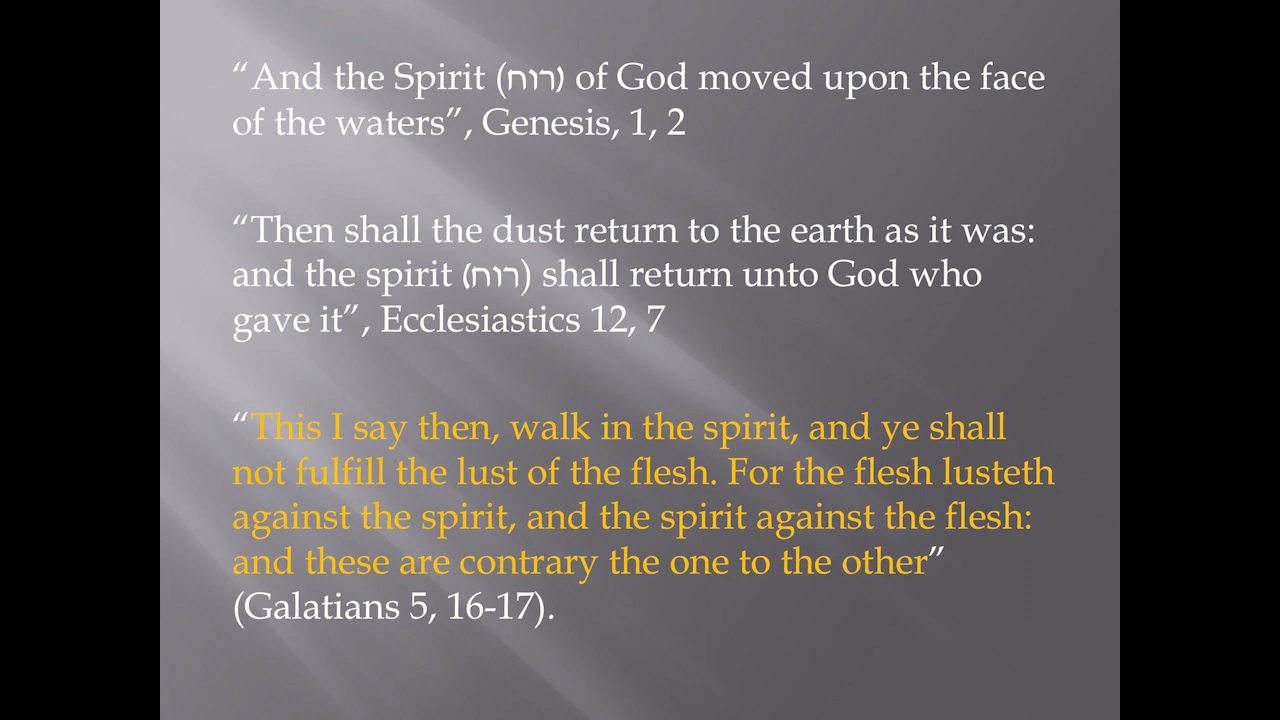 “And the Spirit (רוח) of God moved upon the face
of the waters”, Genesis, 1, 2
“Then shall the dust return to the earth as it was:
and the spirit (רוח) shall return unto God who
gave it”, Ecclesiastics 12, 7
“This I say then, walk in the spirit, and ye shall
not fulfill the lust of the flesh. For the flesh lusteth
against the spirit, and the spirit against the flesh:
and these are contrary the one to the other”
(Galatians 5, 16-17).